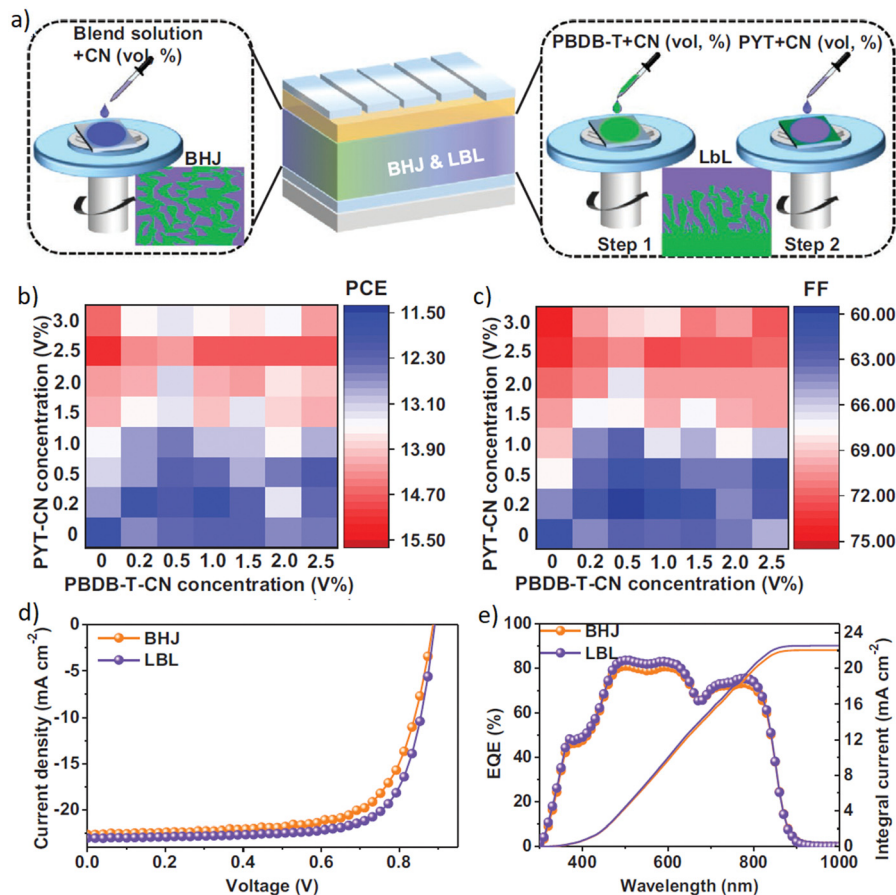 a)
Blend solution
+CN (vol, %)
BHJ
BHJ & LBL
PBDB-T+CN (vol, %) PYT+CN (vol, %)
LbL
Step 1 Step 2
b)
PCE
PYT-CN concentration (V%)
3.0
2.5
2.0
1.5
1.0
0.5
0.2
0
0 0.2 0.5 1.0 1.5 2.0 2.5
PBDB-T-CN concentration (V%)
11.50
12.30
13.10
13.90
14.70
15.50
c)
FF
PYT-CN concentration (V%)
3.0
2.5
2.0
1.5
1.0
0.5
0.2
0
0 0.2 0.5 1.0 1.5 2.0 2.5
PBDB-T-CN concentration (V%)
60.00
63.00
66.00
69.00
72.00
75.00
d)
BHJ
LBL
Current density (mA cm-2)
0
-5
-10
-15
-20
0.0 0.2 0.4 0.6 0.8
Voltage (V)
e)
BHJ
LBL
EQE (%)
100
80
60
40
20
0
400 600 800 1000
Wavelength (nm)
24
20
16
12
8
4
0
Integral current (mA cm-2)